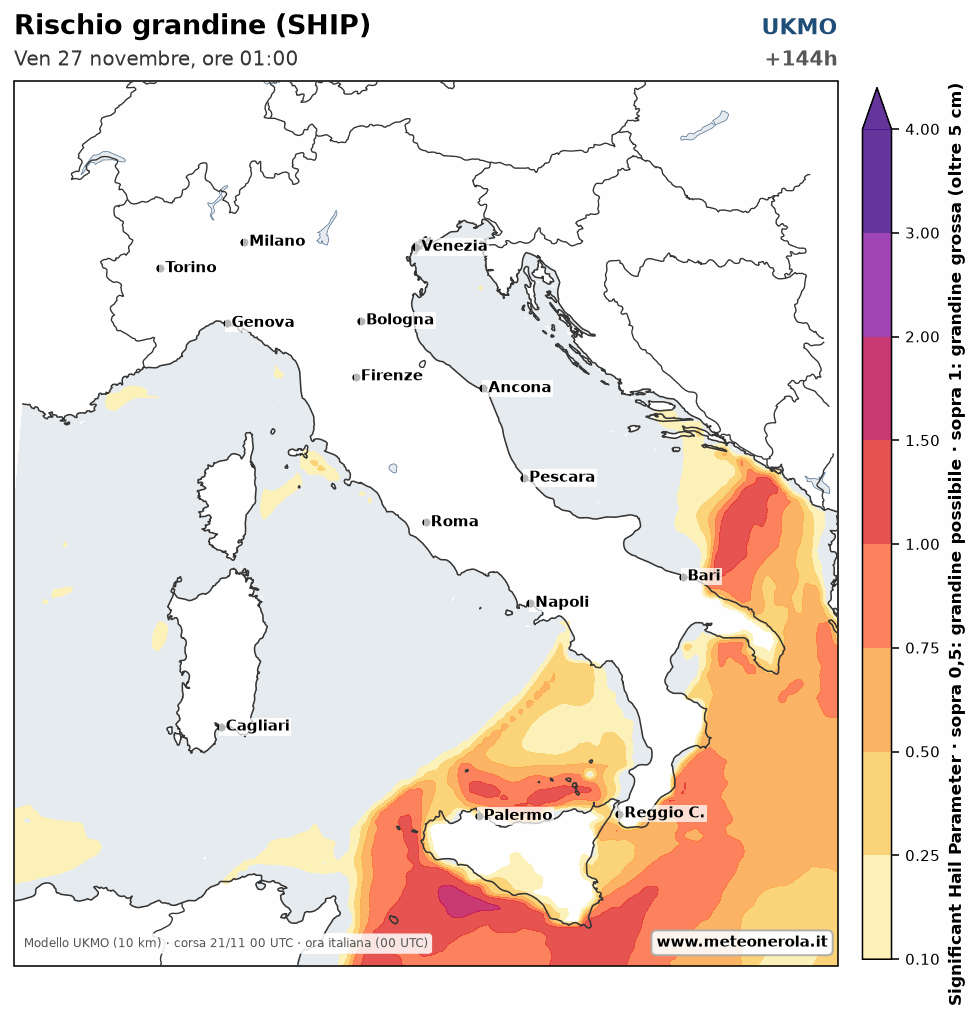 Rischio grandine (SHIP)
UKMO
Ven 27 novembre, ore 01:00
+144h
Milano
Venezia
Torino
Genova
Bologna
Firenze
Ancona
Pescara
Roma
Bari
Napoli
Cagliari
Palermo
Reggio C.
Modello UKMO (10 km) · corsa 21/11 00 UTC · ora italiana (00 UTC)
www.meteonerola.it
4.00
3.00
2.00
1.50
1.00
0.75
0.50
0.25
0.10
Significant Hail Parameter · sopra 0,5: grandine possibile · sopra 1: grandine grossa (oltre 5 cm)